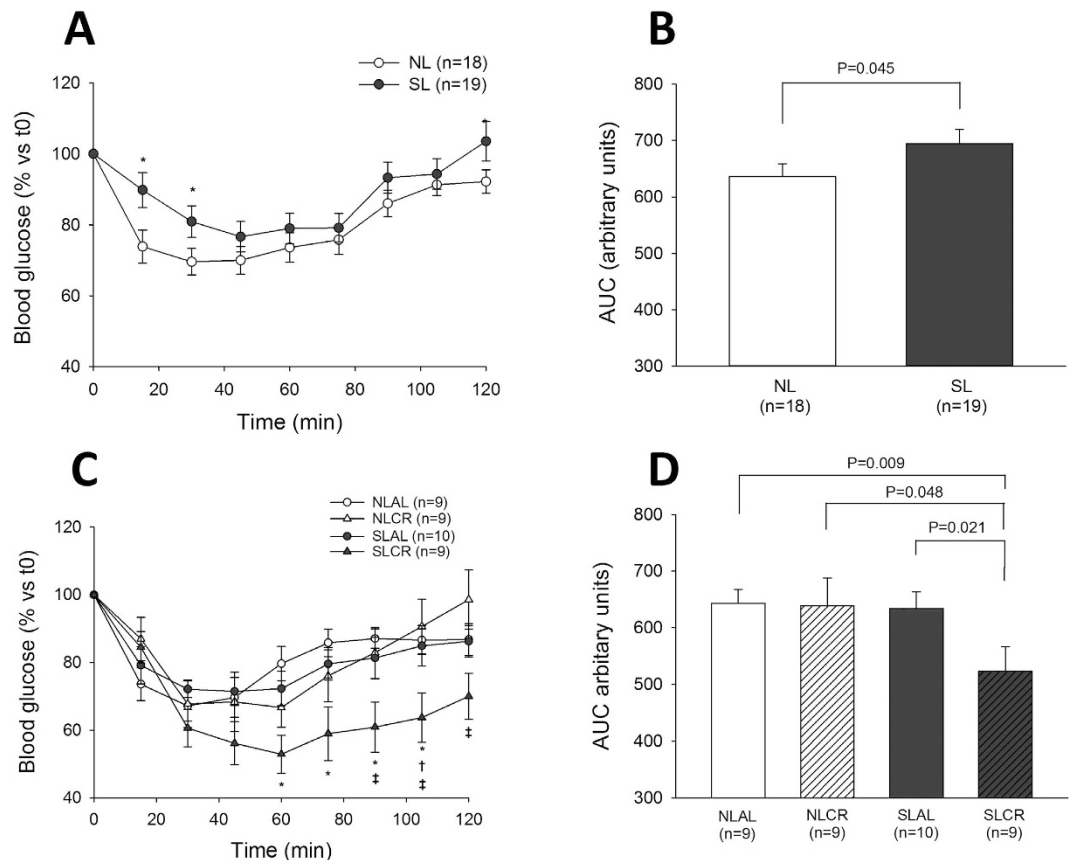 A
NL (n=18)
SL (n=19)
120
100
80
60
40
Blood glucose (% vs t0)
*
*
*
0
20
40
60
80
100
120
Time (min)
B
P=0.045
800
700
600
500
400
300
AUC (arbitrary units)
NL
(n=18)
SL
(n=19)
C
NLAL (n=9)
NLCR (n=9)
SLAL (n=10)
SLCR (n=9)
120
100
80
60
40
Blood glucose (% vs t0)
*
*
*
‡
*
†
‡
‡
0
20
40
60
80
100
120
Time (min)
D
P=0.009
P=0.048
P=0.021
800
700
600
500
400
300
AUC arbitary units)
NLAL
(n=9)
NLCR
(n=9)
SLAL
(n=10)
SLCR
(n=9)